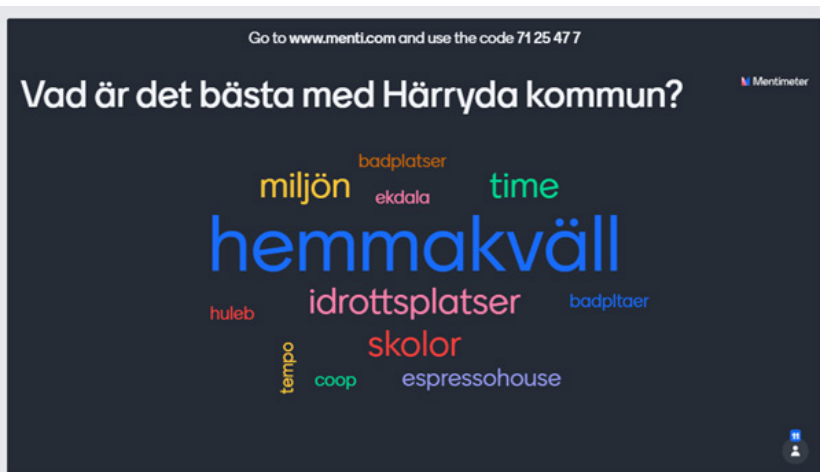 Go to www.menti.com and use the code 71 25 47 7
Mentimeter
Vad är det bästa med Härryda kommun?
badplatser
miljön
time
ekdala
hemmakväll
idrottsplatser
badpltaer
huleb
skolor
tempo
coop
espressohouse
11